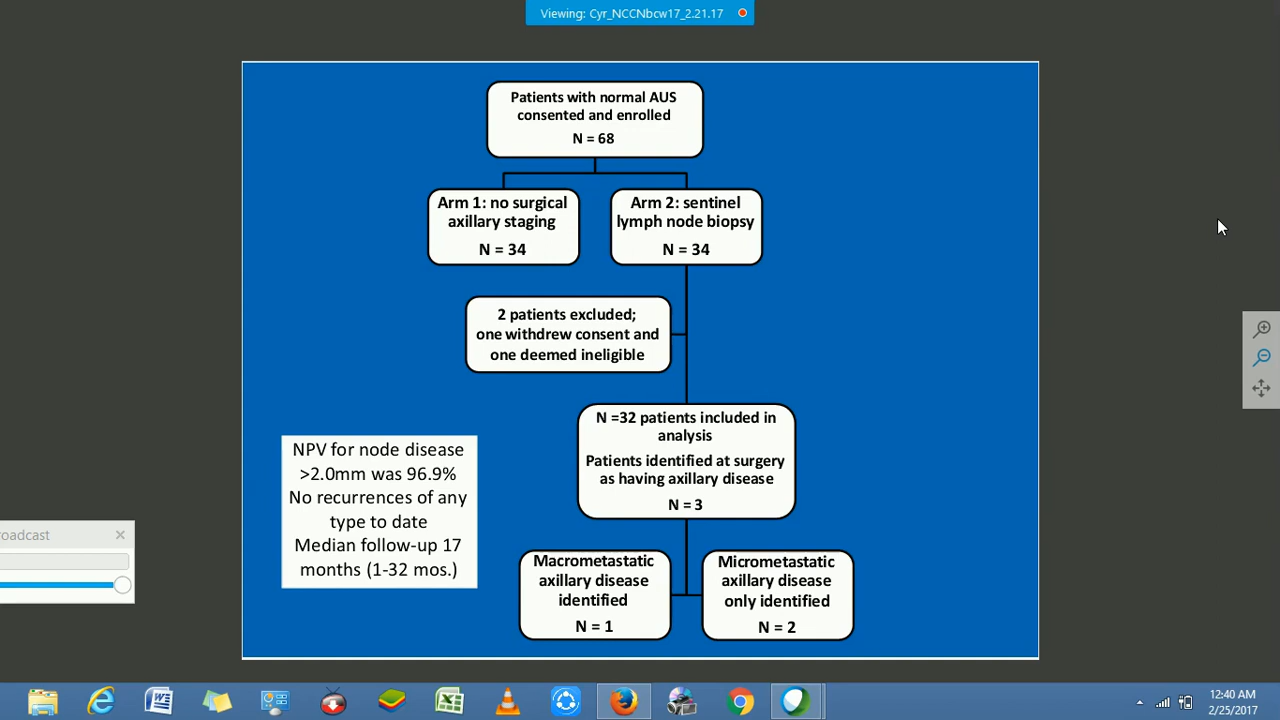 Viewing: Cyr_NCCNbcw17_2.21.17
Patients with normal AUS
consented and enrolled
N = 68
Arm 1: no surgical
axillary staging
N = 34
Arm 2: sentinel
lymph node biopsy
N = 34
2 patients excluded;
one withdrew consent and
one deemed ineligible
N =32 patients included in
analysis
Patients identified at surgery
as having axillary disease
N = 3
NPV for node disease
>2.0mm was 96.9%
No recurrences of any
type to date
Median follow-up 17
months (1-32 mos.)
roadcast
Macrometastatic
axillary disease
identified
N = 1
Micrometastatic
axillary disease
only identified
N = 2
12:40 AM
2/25/2017